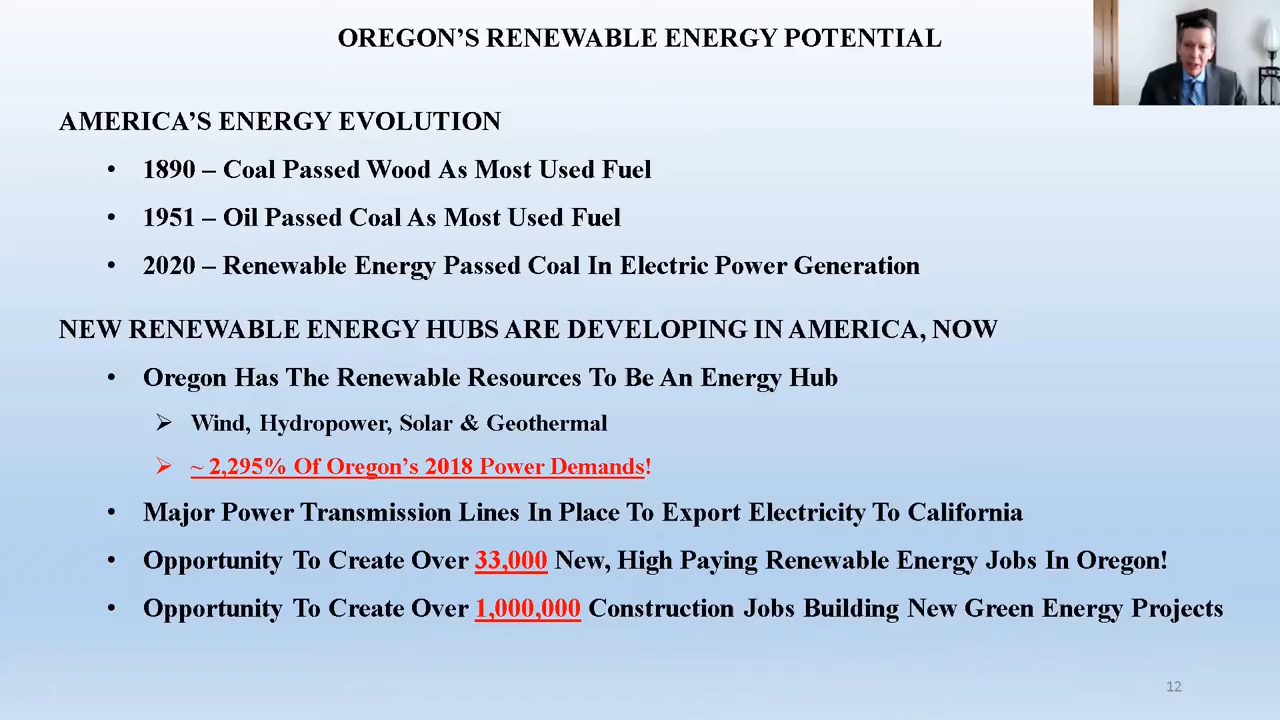 OREGON’S RENEWABLE ENERGY POTENTIAL
AMERICA’S ENERGY EVOLUTION
• 1890 – Coal Passed Wood As Most Used Fuel
• 1951 – Oil Passed Coal As Most Used Fuel
• 2020 – Renewable Energy Passed Coal In Electric Power Generation
NEW RENEWABLE ENERGY HUBS ARE DEVELOPING IN AMERICA, NOW
• Oregon Has The Renewable Resources To Be An Energy Hub
➢ Wind, Hydropower, Solar & Geothermal
➢ ~ 2,295% Of Oregon’s 2018 Power Demands!
• Major Power Transmission Lines In Place To Export Electricity To California
• Opportunity To Create Over 33,000 New, High Paying Renewable Energy Jobs In Oregon!
• Opportunity To Create Over 1,000,000 Construction Jobs Building New Green Energy Projects
12